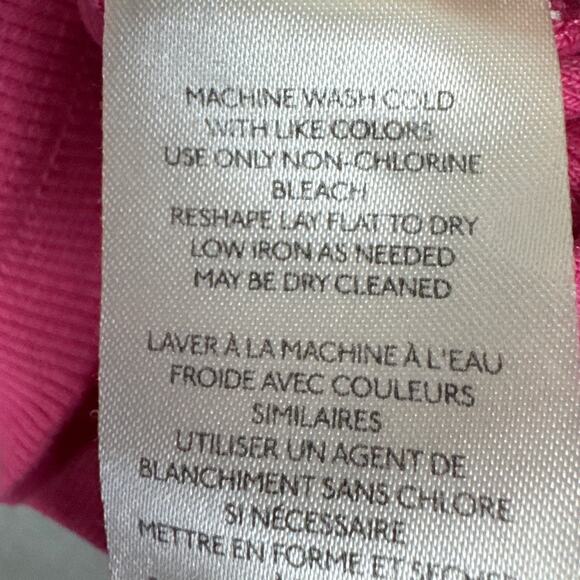 MACHINE WASH COLD
WITH LIKE COLORS
USE ONLY NON-CHLORINE
BLEACH
RESHAPE LAY FLAT TO DRY
LOW IRON AS NEEDED
MAY BE DRY CLEANED
LAVER À LA MACHINE À L'EAU
FROIDE AVEC COULEURS
SIMILAIRES
UTILISER UN AGENT DE
BLANCHIMENT SANS CHLORE
SI NÉCESSAIRE
METTRE EN FORME ET